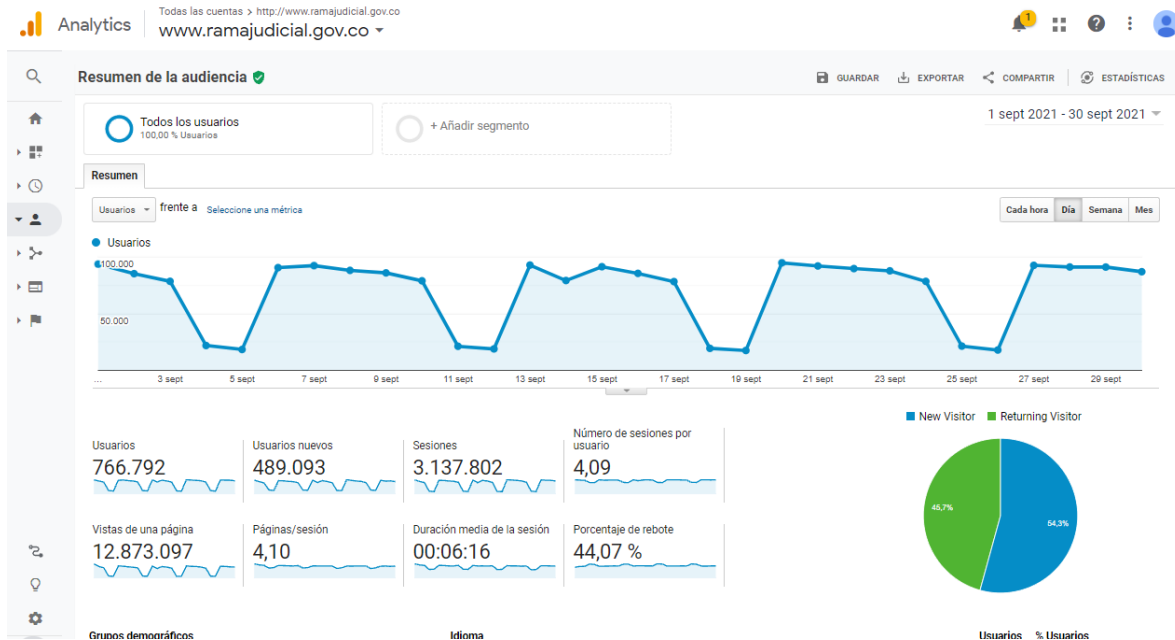 Analytics
Todas las cuentas > http://www.ramajudicial.gov.co
www.ramajudicial.gov.co
1
Resumen de la audiencia
GUARDAR
EXPORTAR
COMPARTIR
ESTADÍSTICAS
Todos los usuarios
100,00 % Usuarios
+ Añadir segmento
1 sept 2021 - 30 sept 2021
Resumen
Usuarios
frente a
Seleccione una métrica
Cada hora
Día
Semana
Mes
Usuarios
100.000
50.000
...
3 sept
5 sept
7 sept
9 sept
11 sept
13 sept
15 sept
17 sept
19 sept
21 sept
23 sept
25 sept
27 sept
29 sept
New Visitor
Returning Visitor
Usuarios
766.792
Usuarios nuevos
489.093
Sesiones
3.137.802
Número de sesiones por
usuario
4,09
45,7%
54,3%
Vistas de una página
12.873.097
Páginas/sesión
4,10
Duración media de la sesión
00:06:16
Porcentaje de rebote
44,07 %
Grupos demográficos
Idioma
Usuarios
% Usuarios